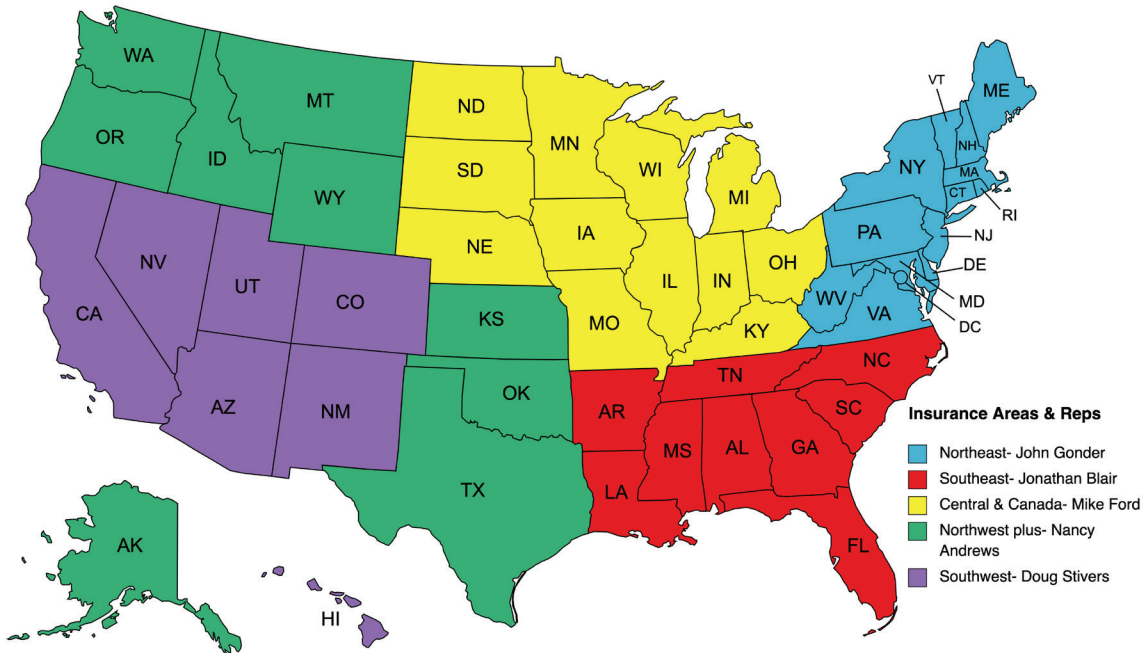 WA
MT
ND
MN
VT
ME
OR
ID
SD
WI
NY
NH
MA
WY
MI
CT
RI
NE
IA
PA
NJ
NV
UT
CO
IL
IN
OH
DE
MD
DC
CA
KS
MO
KY
WV
VA
AZ
NM
OK
AR
TN
NC
SC
TX
LA
MS
AL
GA
FL
AK
HI
Insurance Areas & Reps
Northeast- John Gonder
Southeast- Jonathan Blair
Central & Canada- Mike Ford
Northwest plus- Nancy
Andrews
Southwest- Doug Stivers